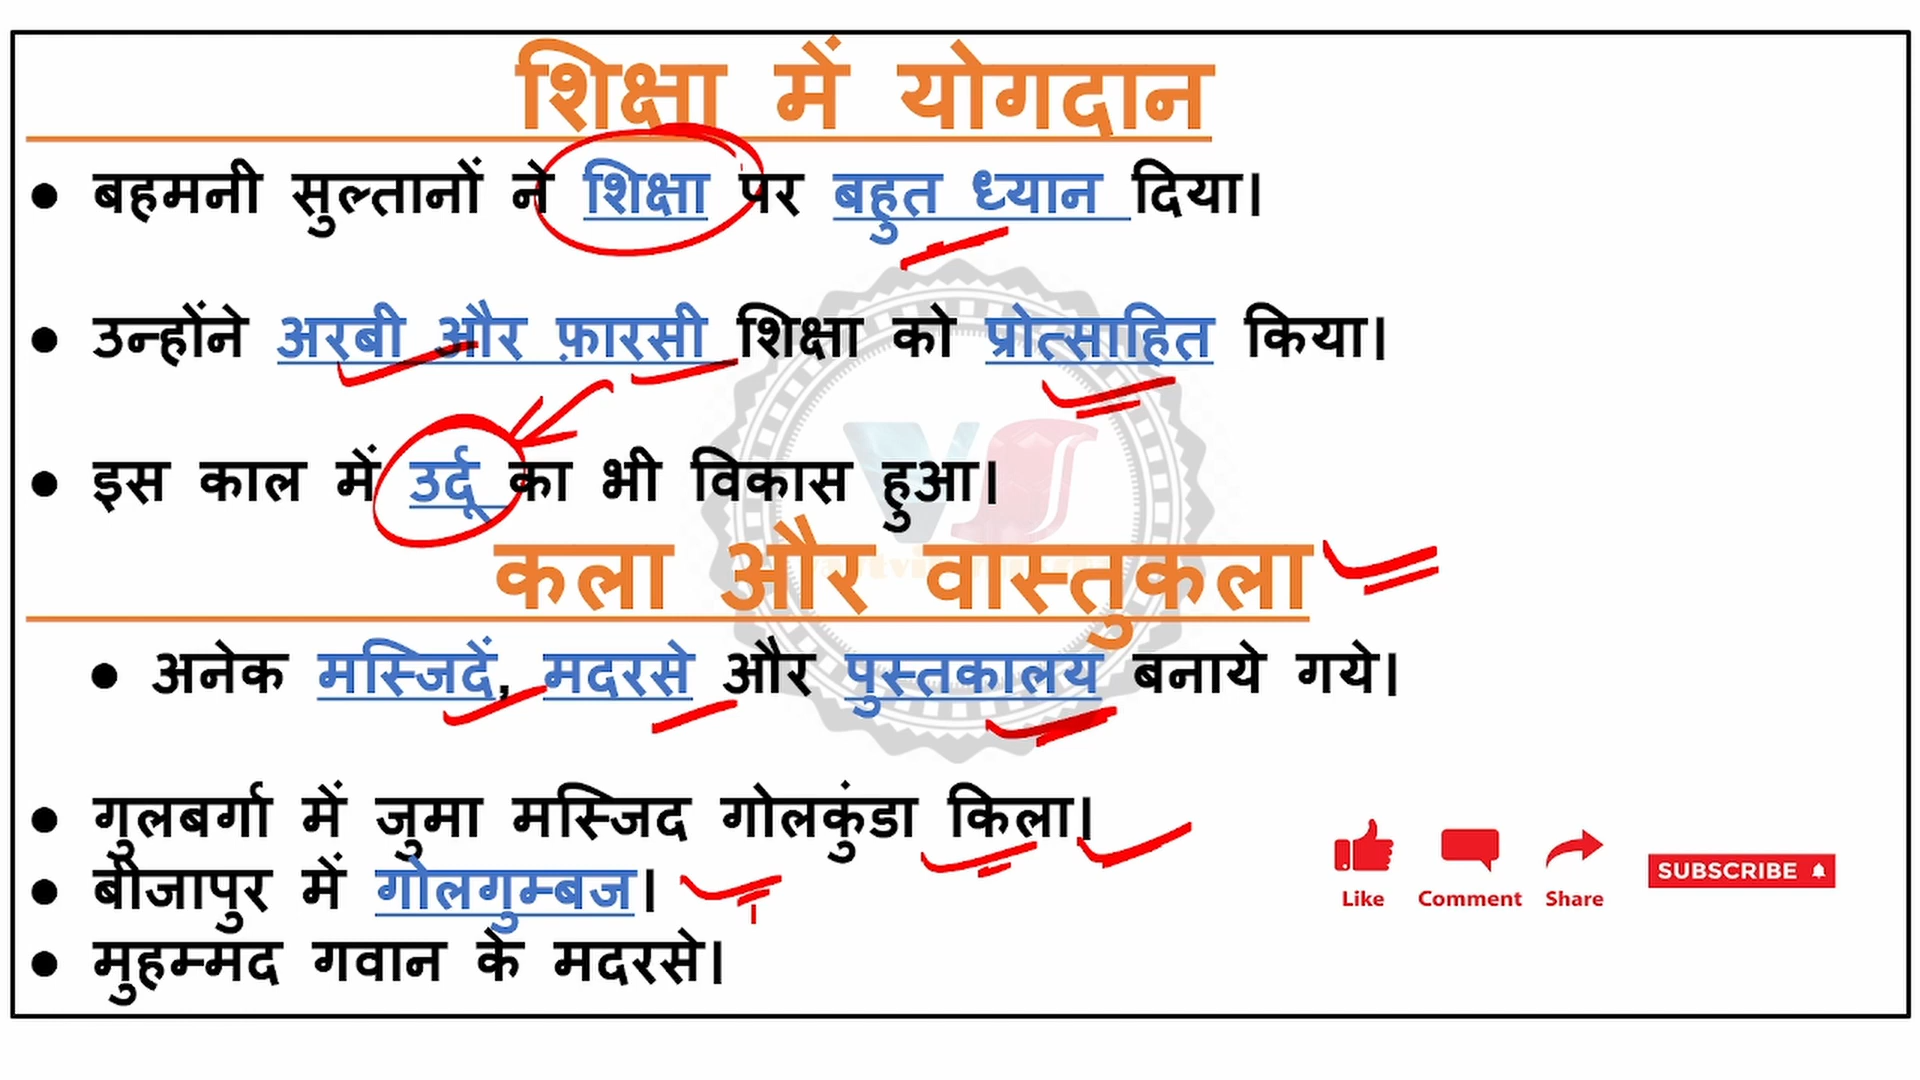 शिक्षा में योगदान
• बहमनी सुल्तानों ने शिक्षा पर बहुत ध्यान दिया।
• उन्होंने अरबी और फ़ारसी शिक्षा को प्रोत्साहित किया।
• इस काल में उर्दू का भी विकास हुआ।
कला और वास्तुकला
• अनेक मस्जिदें, मदरसे और पुस्तकालय बनाये गये।
• गुलबर्गा में जुमा मस्जिद गोलकुंडा किला।
• बीजापुर में गोलगुम्बज।
• मुहम्मद गवान के मदरसे।
Like Comment Share SUBSCRIBE
VS